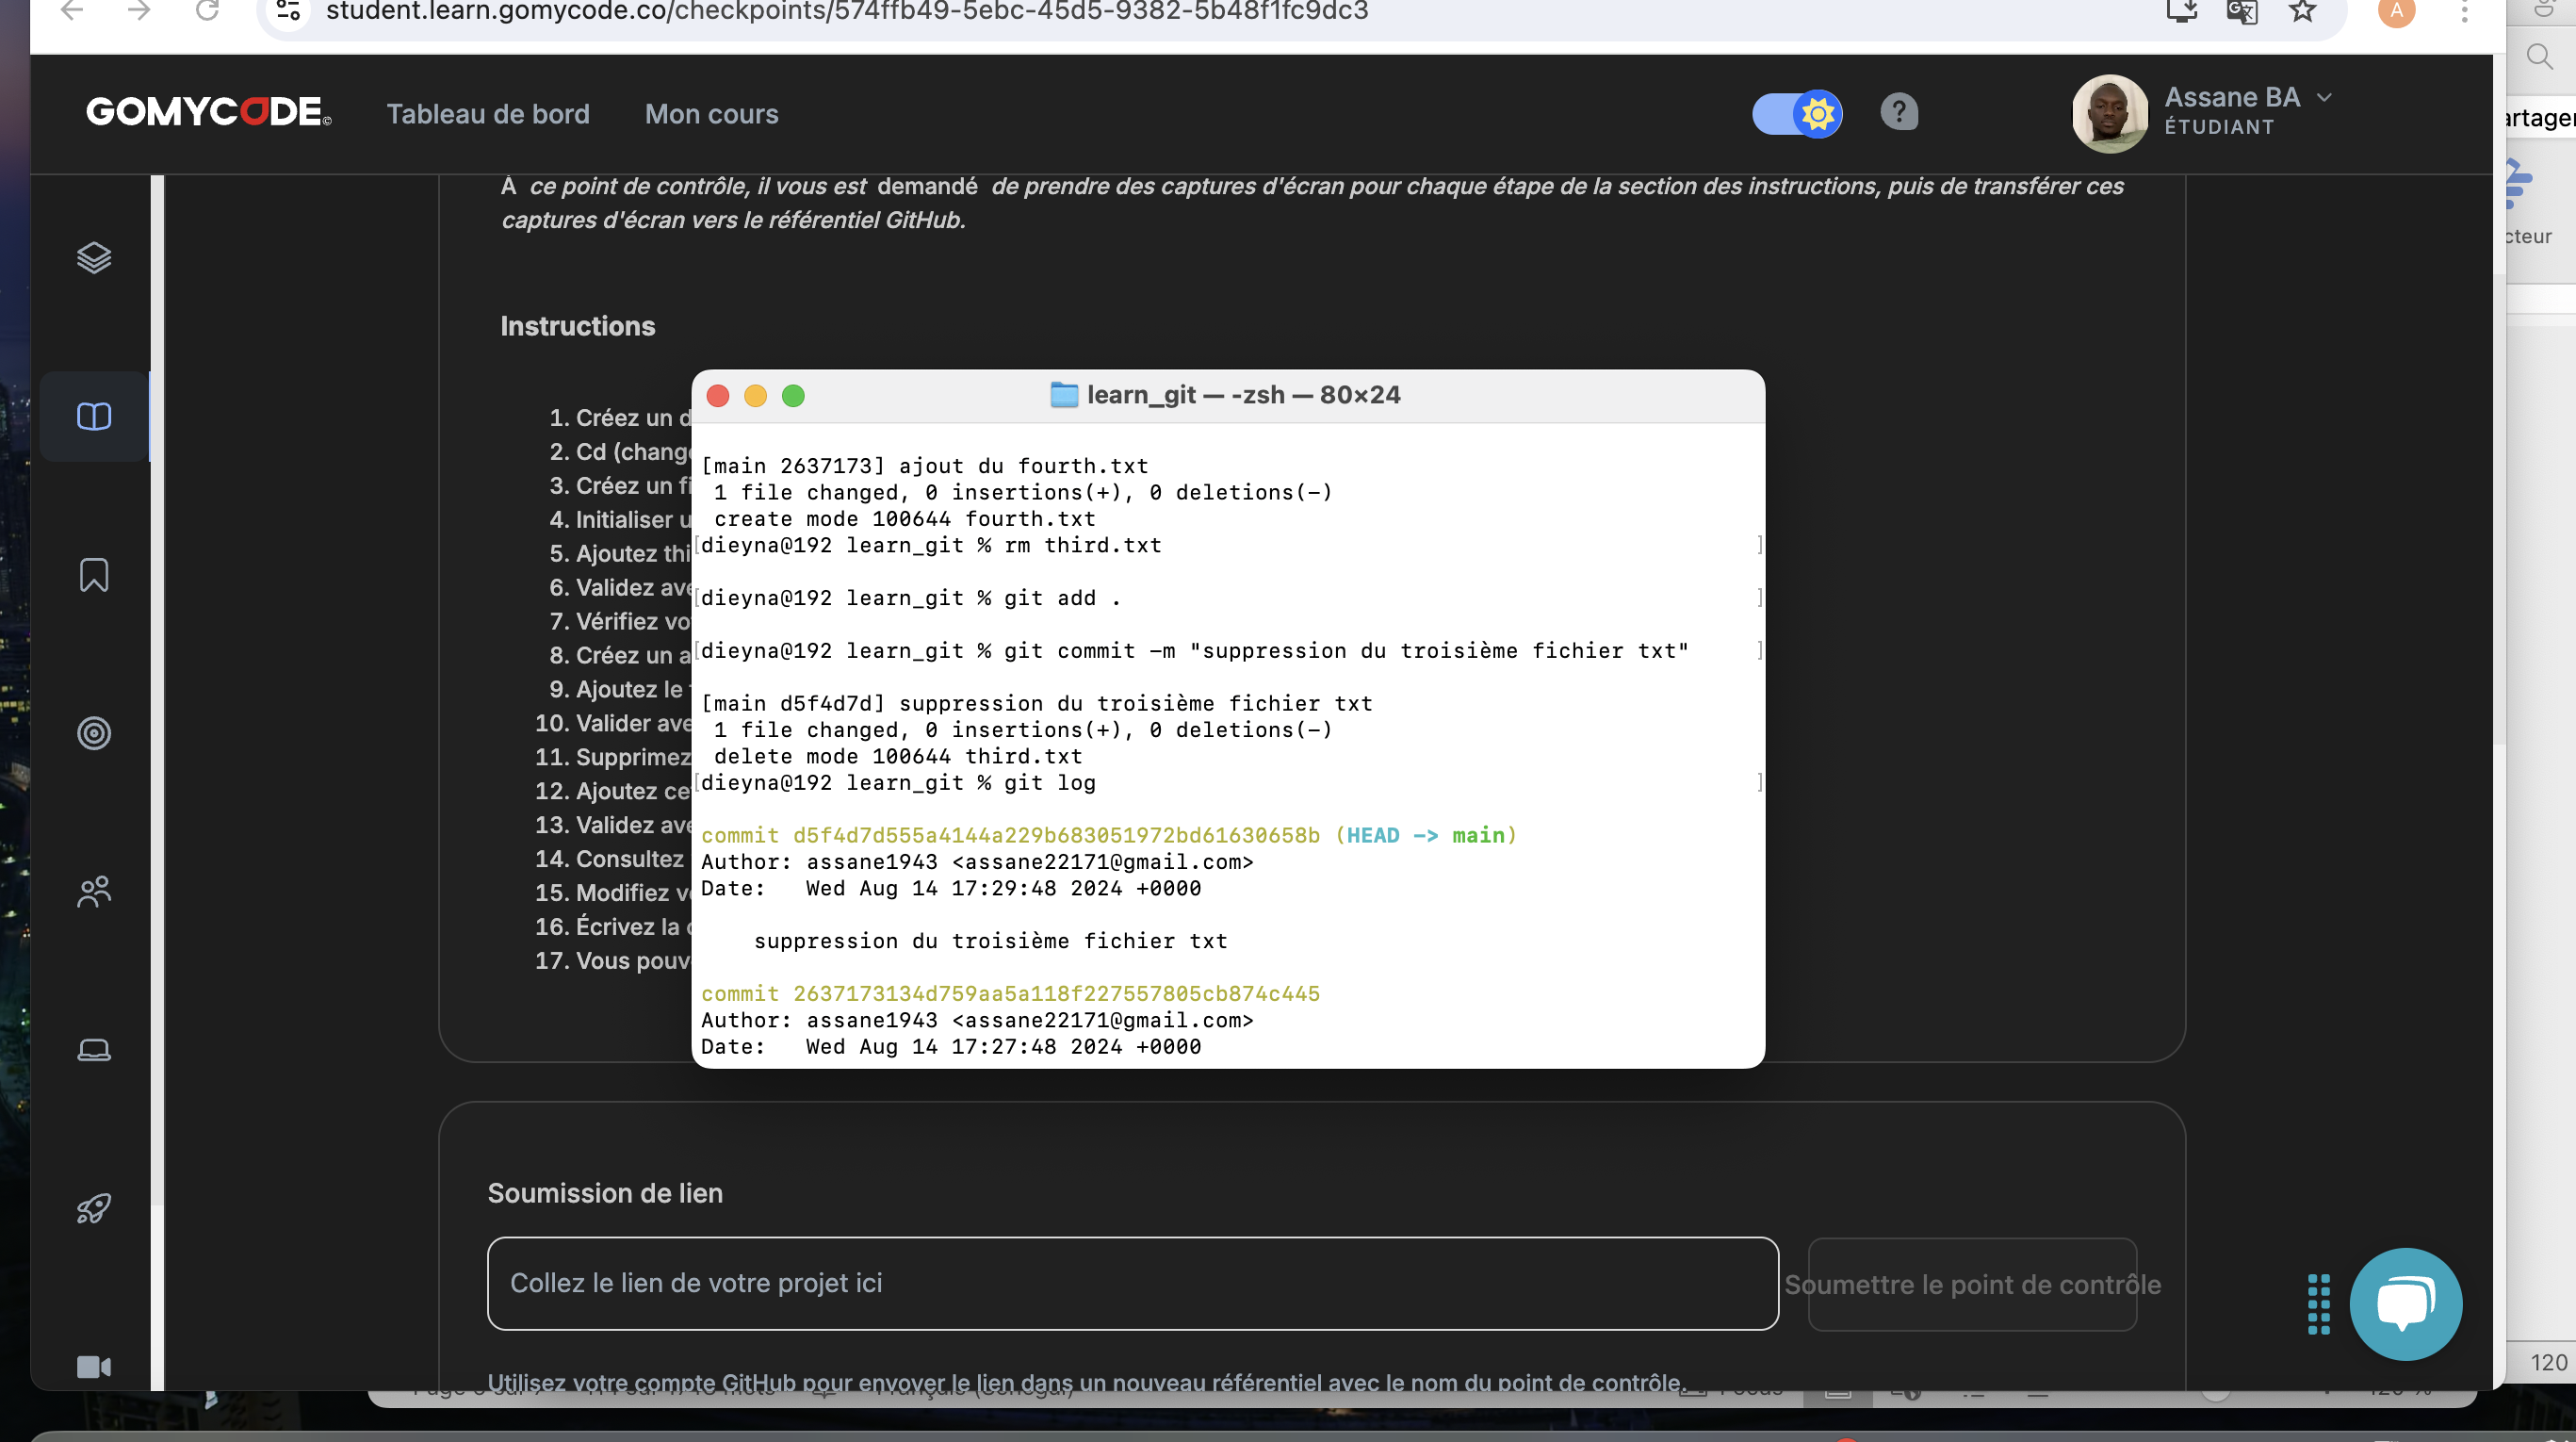 student.learn.gomycode.co/checkpoints/574ffb49-5ebc-45d5-9382-5b48f1fc9dc3
A
GOMYCODE
Tableau de bord
Mon cours
?
Assane BA
ÉTUDIANT
artager
cteur
À ce point de contrôle, il vous est demandé de prendre des captures d'écran pour chaque étape de la section des instructions, puis de transférer ces
captures d'écran vers le référentiel GitHub.
Instructions
1. Créez un d
2. Cd (change
3. Créez un fi
4. Initialiser u
5. Ajoutez thi
6. Validez ave
7. Vérifiez vo
8. Créez un a
9. Ajoutez le
10. Valider ave
11. Supprimez
12. Ajoutez ce
13. Validez ave
14. Consultez
15. Modifiez v
16. Écrivez la
17. Vous pouv
learn_git — -zsh — 80×24
[main 2637173] ajout du fourth.txt
1 file changed, 0 insertions(+), 0 deletions(-)
create mode 100644 fourth.txt
[dieyna@192 learn_git % rm third.txt ]
[dieyna@192 learn_git % git add . ]
[dieyna@192 learn_git % git commit -m "suppression du troisième fichier txt" ]
[main d5f4d7d] suppression du troisième fichier txt
1 file changed, 0 insertions(+), 0 deletions(-)
delete mode 100644 third.txt
[dieyna@192 learn_git % git log ]
commit d5f4d7d555a4144a229b683051972bd61630658b (HEAD -> main)
Author: assane1943 <assane22171@gmail.com>
Date:   Wed Aug 14 17:29:48 2024 +0000
suppression du troisième fichier txt
commit 2637173134d759aa5a118f227557805cb874c445
Author: assane1943 <assane22171@gmail.com>
Date:   Wed Aug 14 17:27:48 2024 +0000
Soumission de lien
Collez le lien de votre projet ici
Soumettre le point de contrôle
Utilisez votre compte GitHub pour envoyer le lien dans un nouveau référentiel avec le nom du point de contrôle.
120